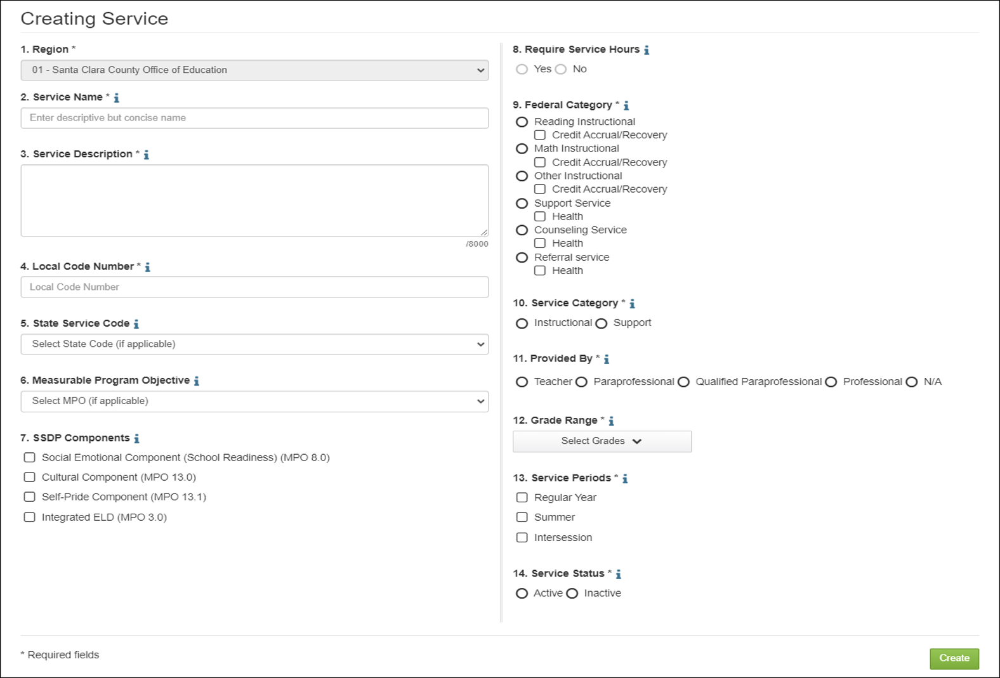 Creating Service
1. Region *
01 - Santa Clara County Office of Education
2. Service Name * i
Enter descriptive but concise name
3. Service Description * i
/8000
4. Local Code Number * i
Local Code Number
5. State Service Code i
Select State Code (if applicable)
6. Measurable Program Objective i
Select MPO (if applicable)
7. SSDP Components i
Social Emotional Component (School Readiness) (MPO 8.0)
Cultural Component (MPO 13.0)
Self-Pride Component (MPO 13.1)
Integrated ELD (MPO 3.0)
8. Require Service Hours i
Yes No
9. Federal Category * i
Reading Instructional
Credit Accrual/Recovery
Math Instructional
Credit Accrual/Recovery
Other Instructional
Credit Accrual/Recovery
Support Service
Health
Counseling Service
Health
Referral service
Health
10. Service Category * i
Instructional Support
11. Provided By * i
Teacher Paraprofessional Qualified Paraprofessional Professional N/A
12. Grade Range * i
Select Grades
13. Service Periods * i
Regular Year
Summer
Intersession
14. Service Status * i
Active Inactive
* Required fields
Create